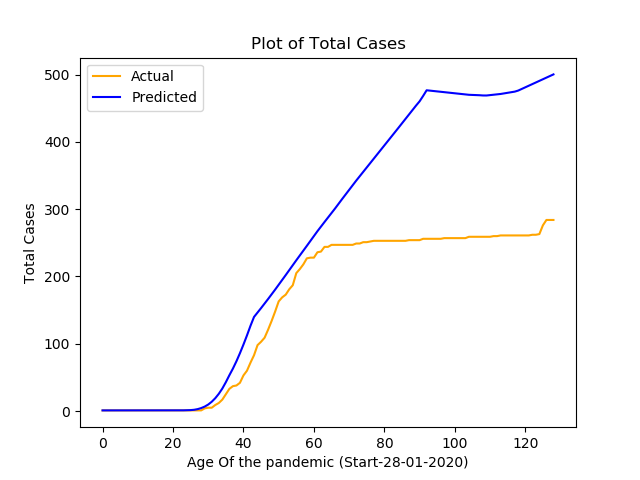 Plot of Total Cases
Actual
Predicted
Total Cases
500
400
300
200
100
0
0 20 40 60 80 100 120
Age Of the pandemic (Start-28-01-2020)